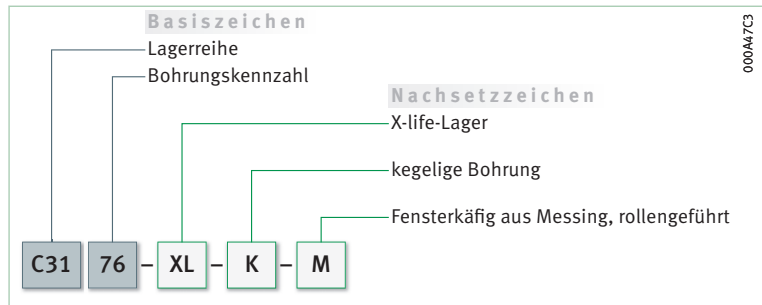 Basiszeichen
Lagerreihe
Bohrungskennzahl
Nachsetzzeichen
X-life-Lager
kegelige Bohrung
Fensterkäfig aus Messing, rollengeführt
C31 76 – XL – K – M
000A47C3